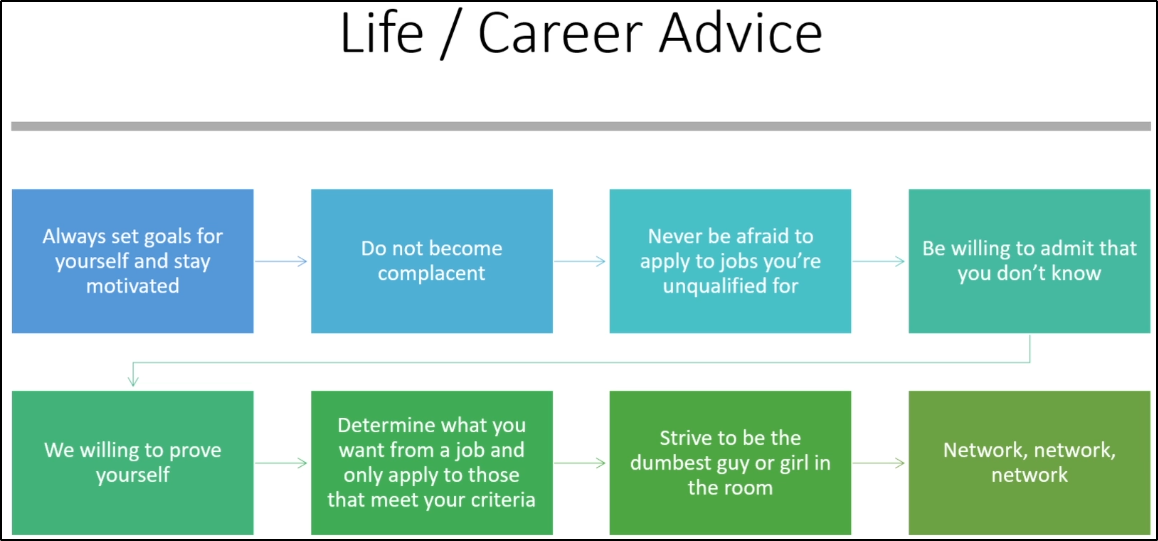 Life / Career Advice
Always set goals for
yourself and stay
motivated
Do not become
complacent
Never be afraid to
apply to jobs you’re
unqualified for
Be willing to admit that
you don’t know
We willing to prove
yourself
Determine what you
want from a job and
only apply to those
that meet your criteria
Strive to be the
dumbest guy or girl in
the room
Network, network,
network